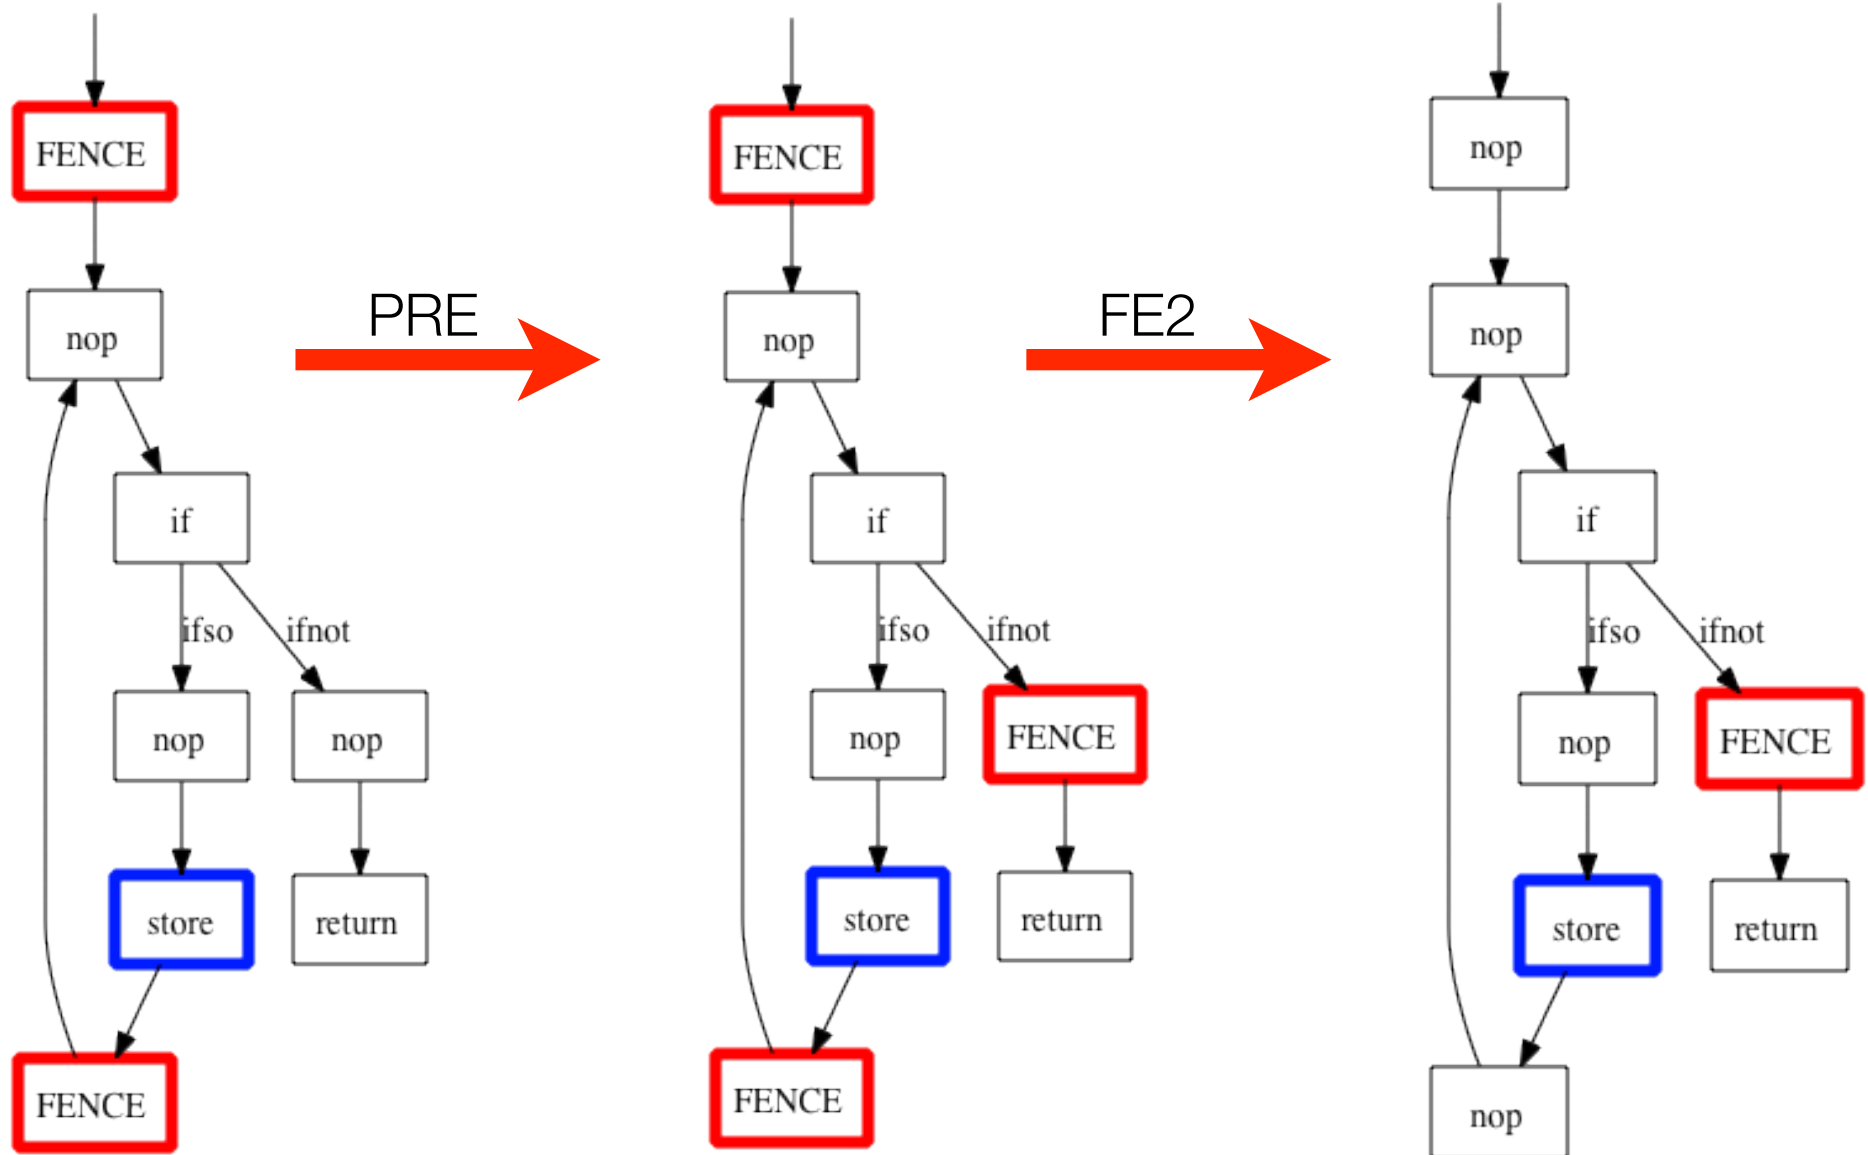 FENCE
nop
if
ifso ifnot
nop nop
store return
FENCE
PRE
FENCE
nop
if
ifso ifnot
nop FENCE
store return
FENCE
FE2
nop
nop
if
ifso ifnot
nop FENCE
store return
nop